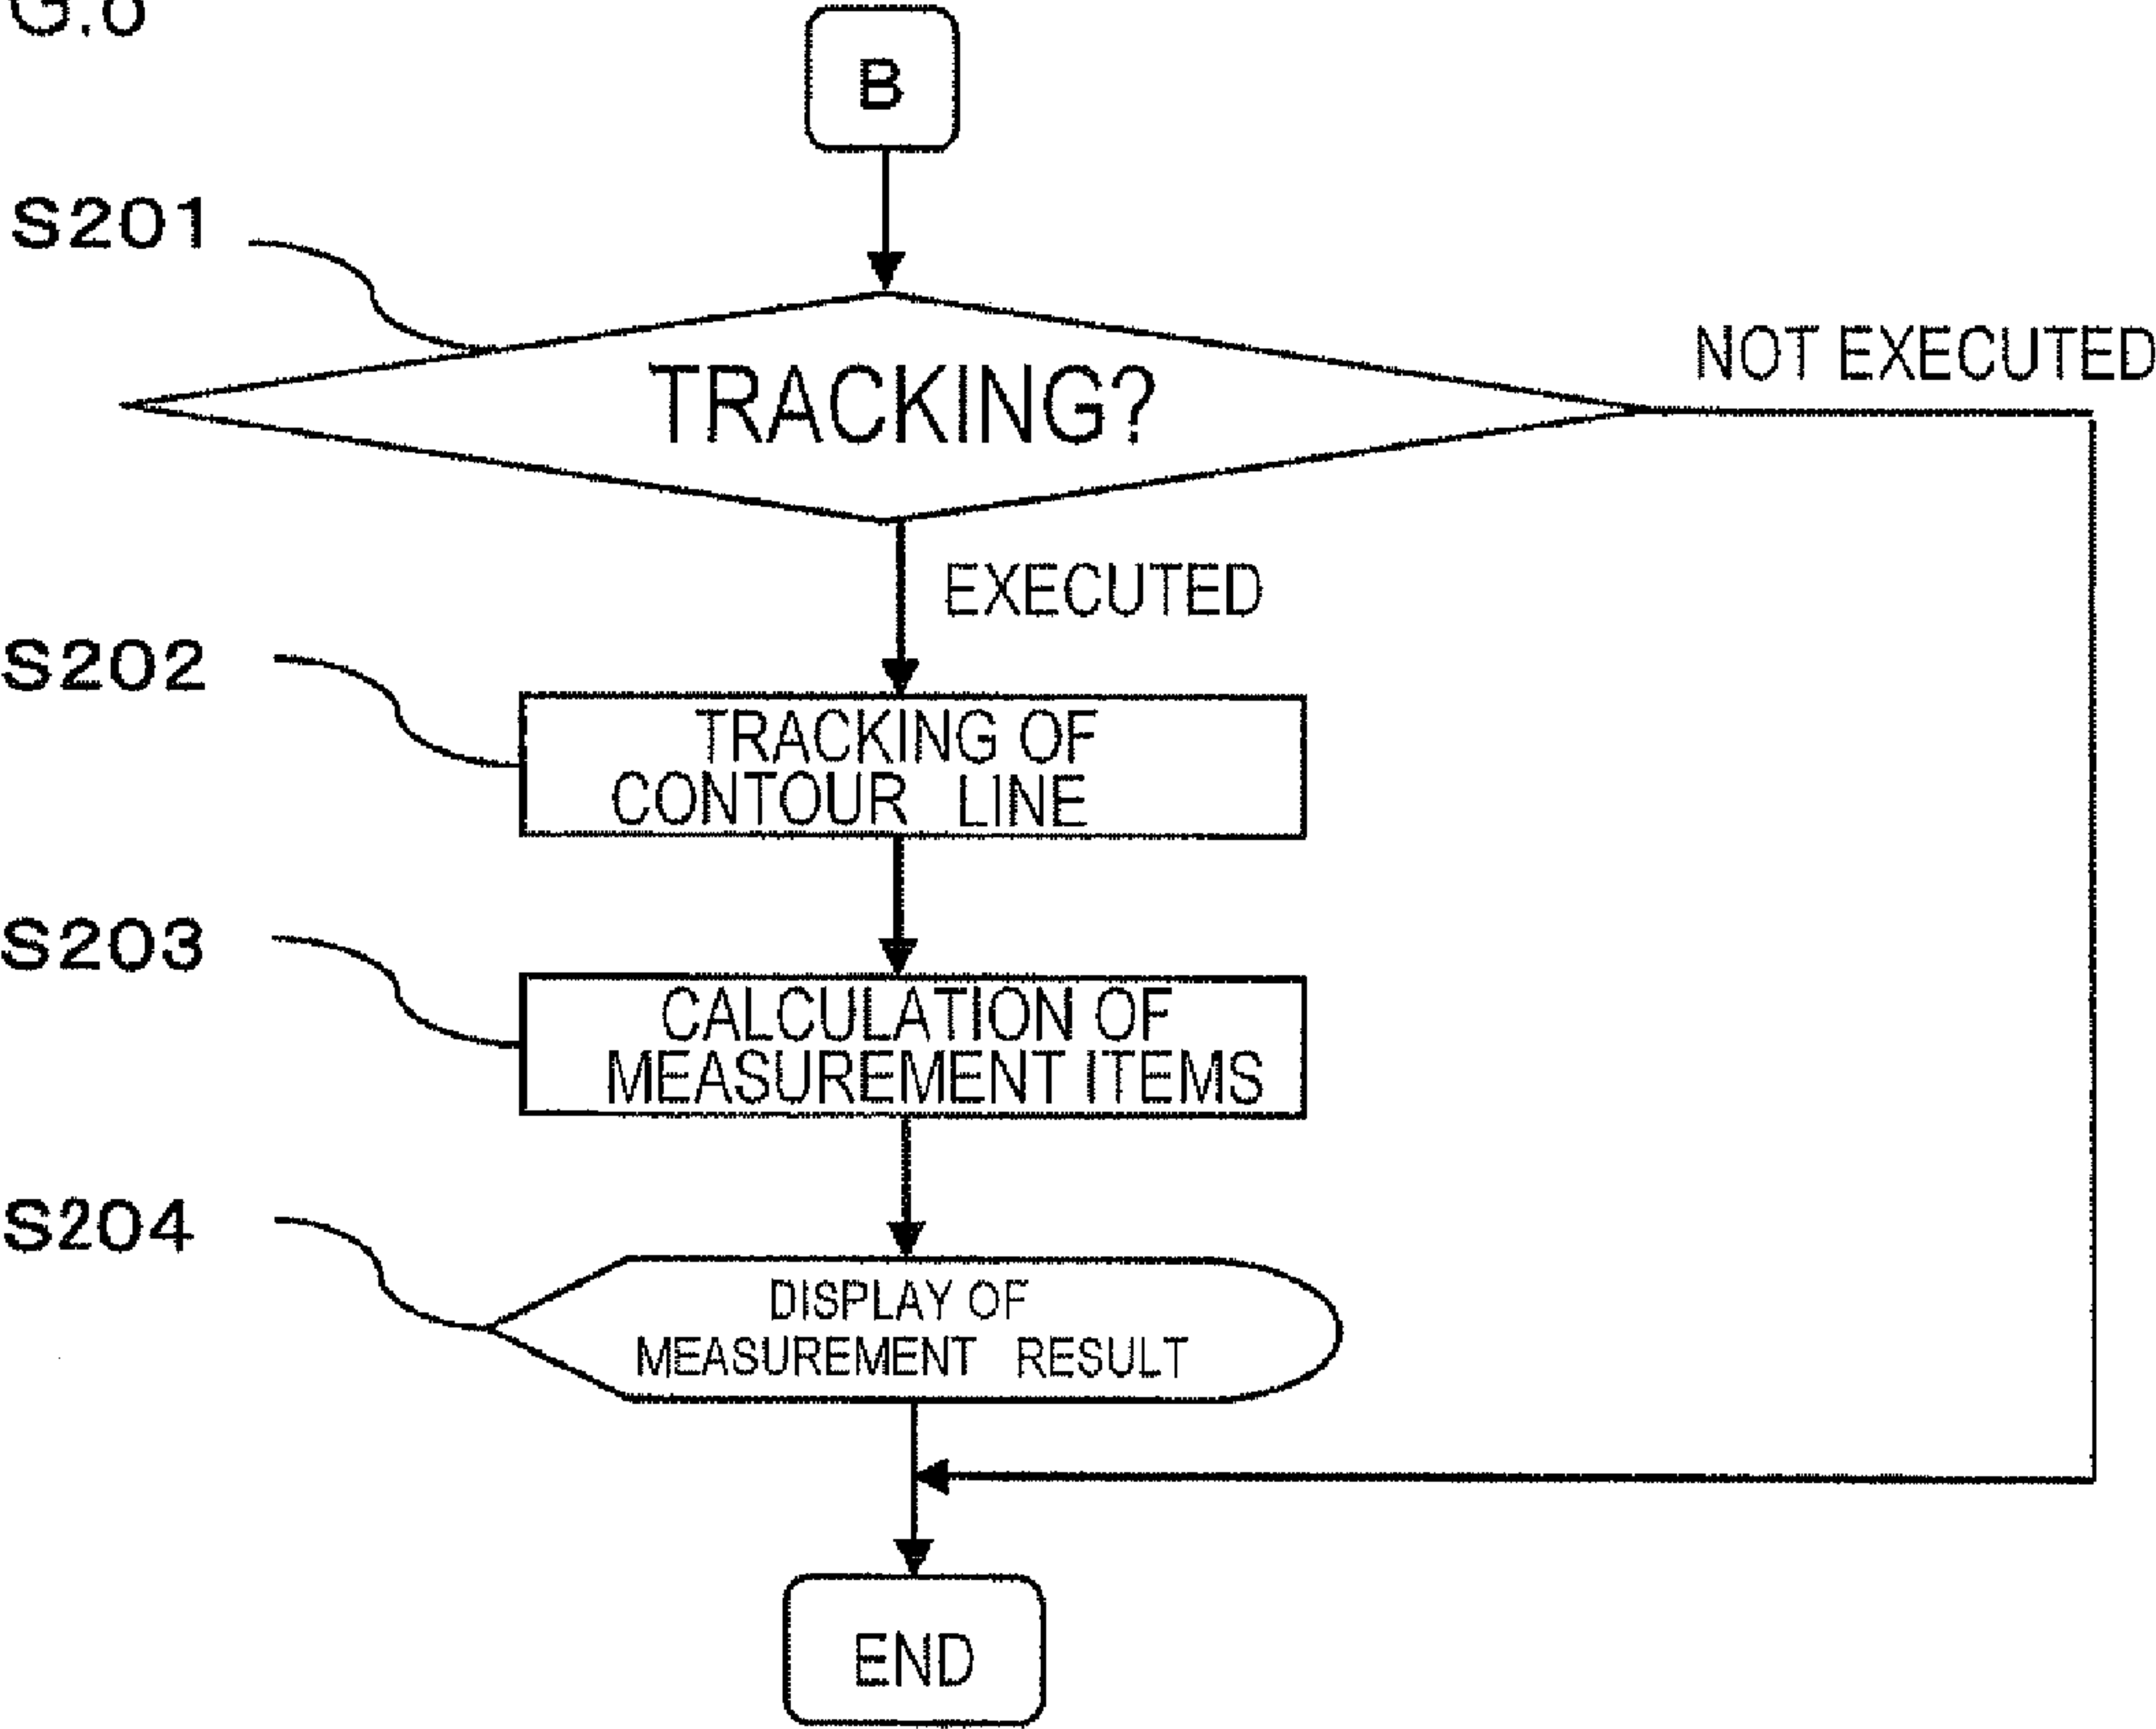 B
S201
TRACKING?
NOT EXECUTED
EXECUTED
S202
TRACKING OF
CONTOUR LINE
S203
CALCULATION OF
MEASUREMENT ITEMS
S204
DISPLAY OF
MEASUREMENT RESULT
END